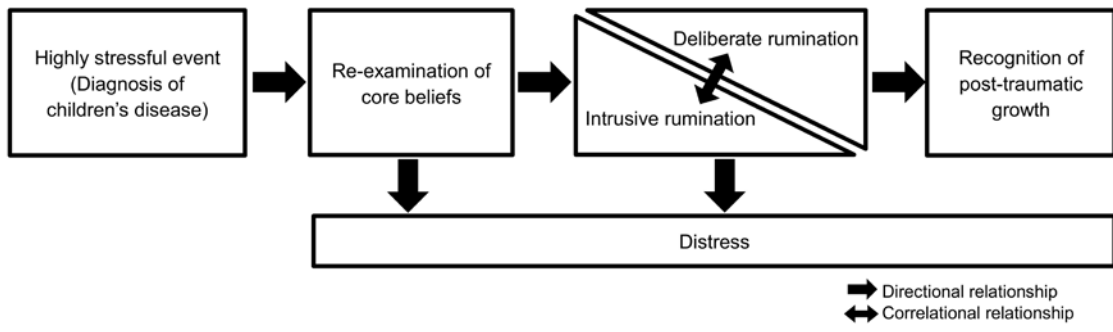 Highly stressful event
(Diagnosis of
children's disease)
Re-examination of
core beliefs
Deliberate rumination
Intrusive rumination
Recognition of
post-traumatic
growth
Distress
Directional relationship
Correlational relationship